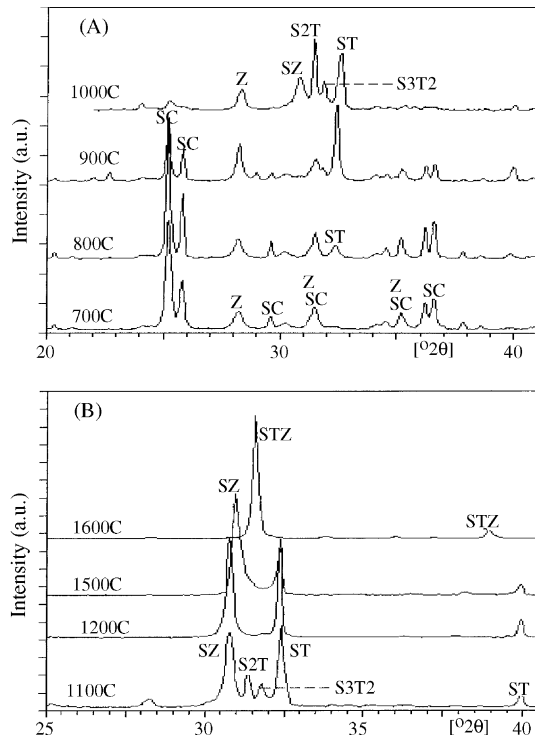 (A)
S2T
ST
SZ
Z
S3T2
1000C
SC
SC
900C
ST
800C
Z
Z SC
Z SC
SC
SC
700C
20 30 [°2θ] 40
Intensity (a.u.)
(B)
STZ
SZ
STZ
1600C
1500C
1200C
SZ
S2T
ST
S3T2
ST
1100C
25 30 35 [°2θ] 40
Intensity (a.u.)